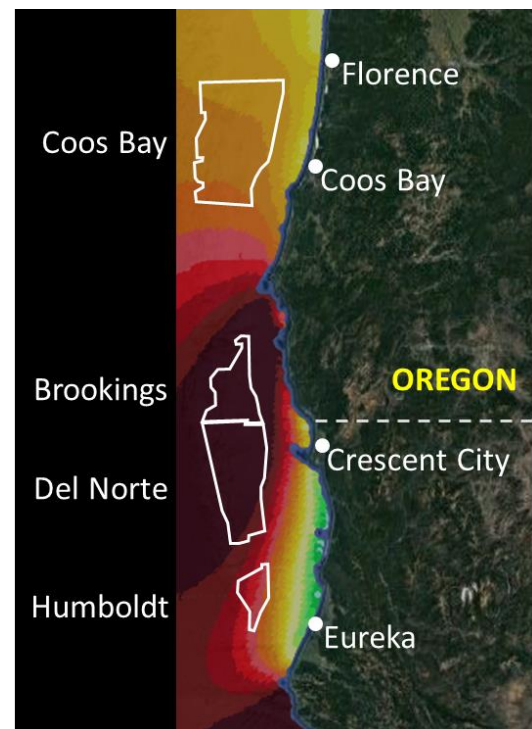 Florence
Coos Bay
Coos Bay
Brookings
OREGON
Crescent City
Del Norte
Humboldt
Eureka